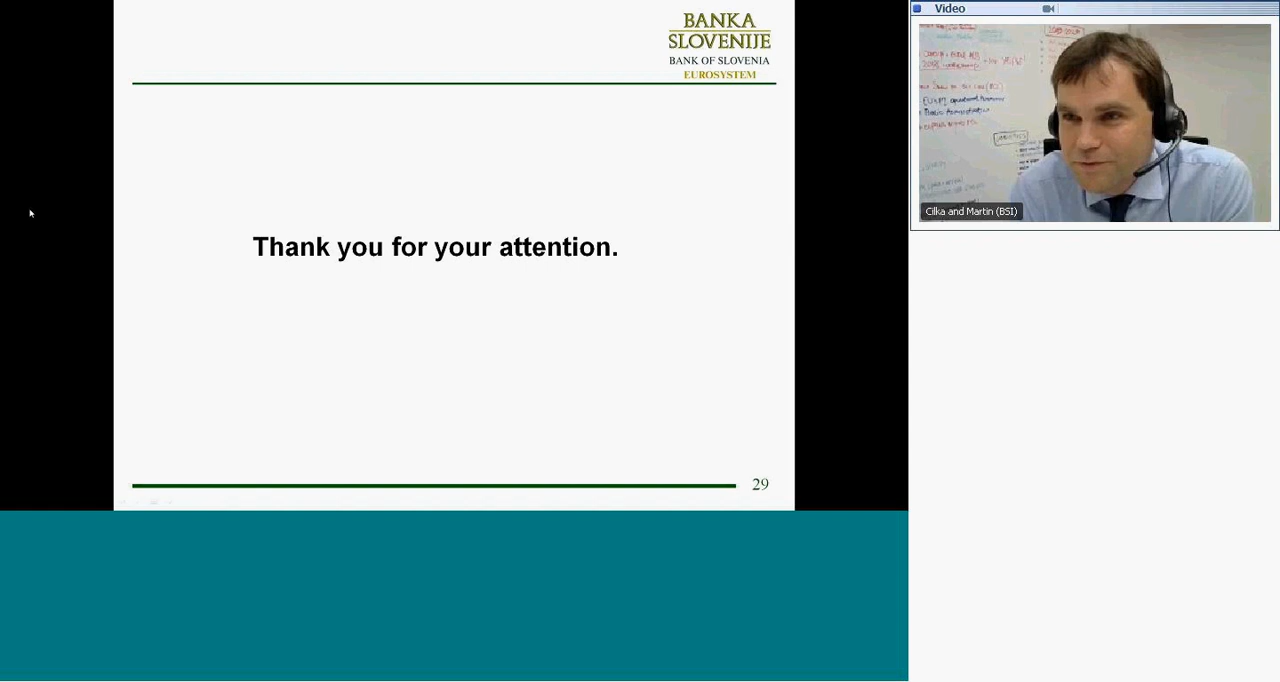 BANKA
SLOVENIJE
BANK OF SLOVENIA
EUROSYSTEM
Thank you for your attention.
29
Video
Cilka and Martin (BSI)